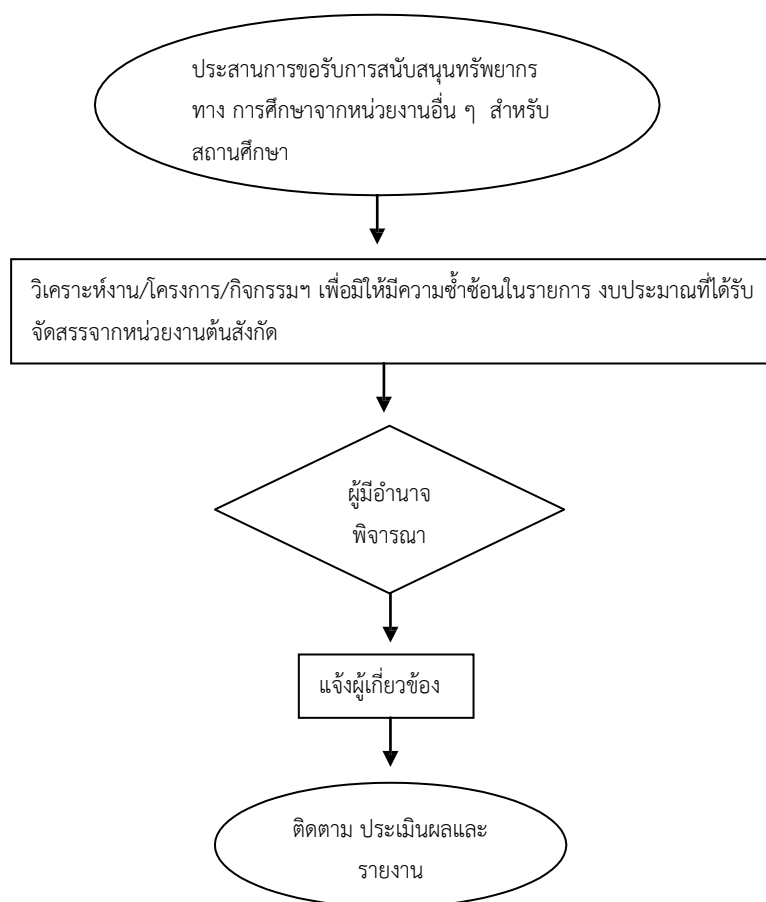 ประสานการขอรับการสนับสนุนทรัพยากร
ทาง การศึกษาจากหน่วยงานอื่น ๆ สำหรับ
สถานศึกษา
วิเคราะห์งาน/โครงการ/กิจกรรมฯ เพื่อมิให้มีความซ้ำซ้อนในรายการ งบประมาณที่ได้รับ
จัดสรรจากหน่วยงานต้นสังกัด
ผู้มีอำนาจ
พิจารณา
แจ้งผู้เกี่ยวข้อง
ติดตาม ประเมินผลและ
รายงาน